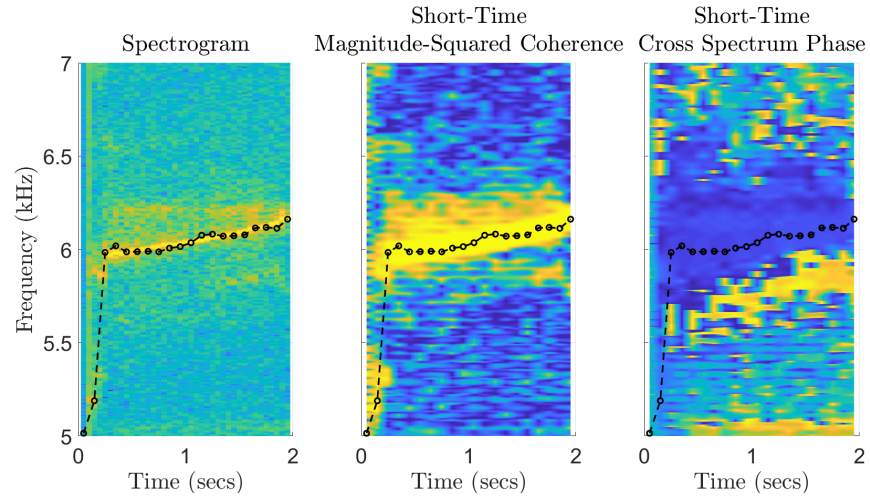 Spectrogram
Short-Time
Magnitude-Squared Coherence
Short-Time
Cross Spectrum Phase
Frequency (kHz)
7
6.5
6
5.5
5
0 1 2
0 1 2
0 1 2
Time (secs)
Time (secs)
Time (secs)